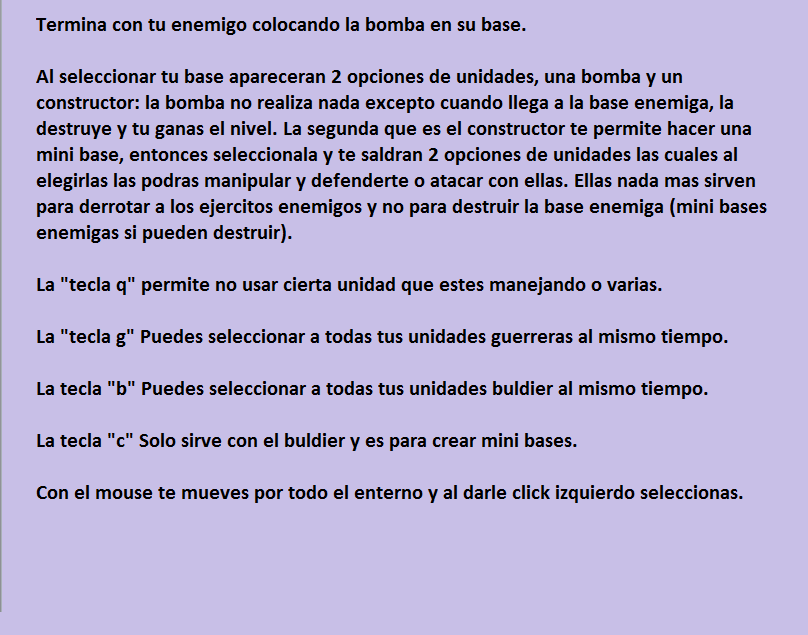 Termina con tu enemigo colocando la bomba en su base.
Al seleccionar tu base apareceran 2 opciones de unidades, una bomba y un
constructor: la bomba no realiza nada excepto cuando llega a la base enemiga, la
destruye y tu ganas el nivel. La segunda que es el constructor te permite hacer una
mini base, entonces seleccionala y te saldran 2 opciones de unidades las cuales al
elegirlas las podras manipular y defenderte o atacar con ellas. Ellas nada mas sirven
para derrotar a los ejercitos enemigos y no para destruir la base enemiga (mini bases
enemigas si pueden destruir).
La "tecla q" permite no usar cierta unidad que estes manejando o varias.
La "tecla g" Puedes seleccionar a todas tus unidades guerreras al mismo tiempo.
La tecla "b" Puedes seleccionar a todas tus unidades buldier al mismo tiempo.
La tecla "c" Solo sirve con el buldier y es para crear mini bases.
Con el mouse te mueves por todo el enterno y al darle click izquierdo seleccionas.